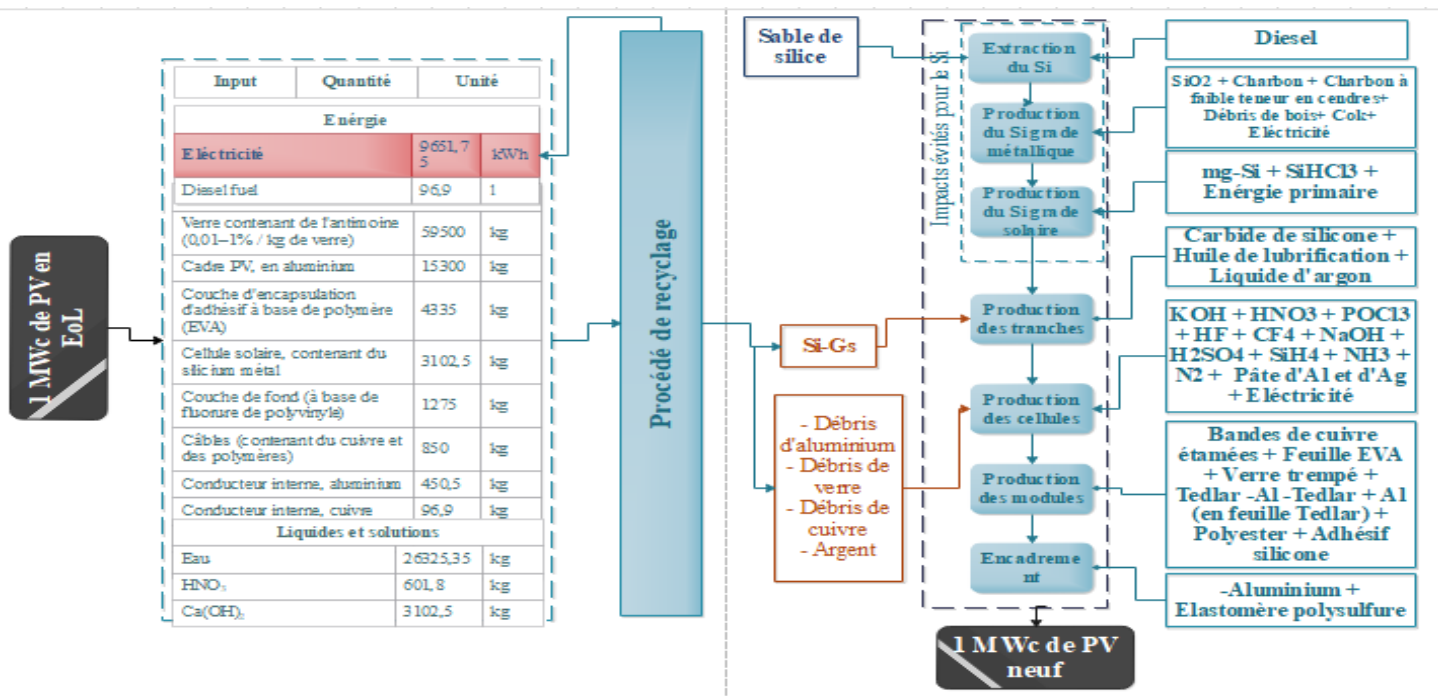 1 MWc de PV en
EoL
Input Quantité Unité
Enérgie
Eléctricité 9651,7
5 kWh
Diesel fuel 96,9 l
Verre contenant de l'antimoine
(0,01–1% / kg de verre) 59500 kg
Cadre PV, en aluminium 15300 kg
Couche d'encapsulation
d'adhésif à base de polymère
(EVA) 4335 kg
Cellule solaire, contenant du
silicium métal 3102,5 kg
Couche de fond (à base de
fluorure de polyvinyle) 1275 kg
Câbles (contenant du cuivre et
des polymères) 850 kg
Conducteur interne, aluminium 450,5 kg
Conducteur interne, cuivre 96,9 kg
Liquides et solutions
Eau 26325,35 kg
HNO₃ 601,8 kg
Ca(OH)₂ 3102,5 kg
Procédé de recyclage
Si-Gs
- Débris
d'aluminium
- Débris de
verre
- Débris de
cuivre
- Argent
Sable de
silice
Impacts évités pour le Si
Extraction
du Si
Production
du Si grade
métallique
Production
du Si grade
solaire
Production
des tranches
Production
des cellules
Production
des modules
Encadreme
nt
1 MWc de PV
neuf
Diesel
SiO2 + Charbon + Charbon à
faible teneur en cendres+
Débris de bois+ Cok+
Eléctricité
mg-Si + SiHCl3 +
Enérgie primaire
Carbide de silicone +
Huile de lubrification +
Liquide d'argon
KOH + HNO3 + POCl3
+ HF + CF4 + NaOH +
H2SO4 + SiH4 + NH3 +
N2 + Pâte d'Al et d'Ag
+ Eléctricité
Bandes de cuivre
étamées + Feuille EVA
+ Verre trempé +
Tedlar -Al -Tedlar + Al
(en feuille Tedlar) +
Polyester + Adhésif
silicone
-Aluminium +
Elastomère polysulfure